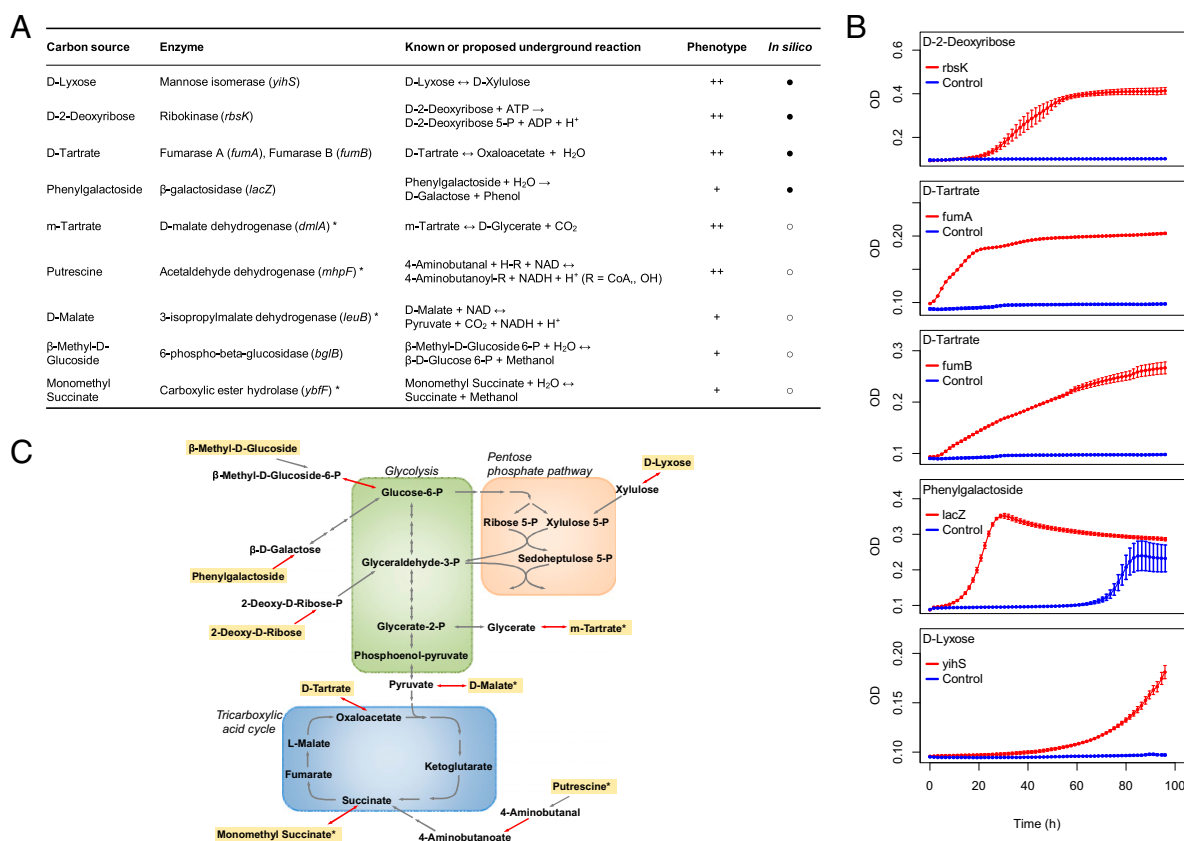 A
Carbon source Enzyme Known or proposed underground reaction Phenotype In silico
D-Lyxose Mannose isomerase (yihS) D-Lyxose ↔ D-Xylulose ++ ●
D-2-Deoxyribose Ribokinase (rbsK) D-2-Deoxyribose + ATP → ++ ●
D-2-Deoxyribose 5-P + ADP + H⁺
D-Tartrate Fumarase A (fumA), Fumarase B (fumB) D-Tartrate ↔ Oxaloacetate + H₂O ++ ●
Phenylgalactoside β-galactosidase (lacZ) Phenylgalactoside + H₂O → + ●
D-Galactose + Phenol
m-Tartrate D-malate dehydrogenase (dmlA) * m-Tartrate ↔ D-Glycerate + CO₂ ++ ○
Putrescine Acetaldehyde dehydrogenase (mhpF) * 4-Aminobutanal + H-R + NAD ↔ ++ ○
4-Aminobutanoyl-R + NADH + H⁺ (R = CoA,, OH)
D-Malate 3-isopropylmalate dehydrogenase (leuB) * D-Malate + NAD ↔ + ○
Pyruvate + CO₂ + NADH + H⁺
β-Methyl-D-Glucoside 6-phospho-beta-glucosidase (bglB) β-Methyl-D-Glucoside 6-P + H₂O ↔ + ○
β-D-Glucose 6-P + Methanol
Monomethyl Succinate Carboxylic ester hydrolase (ybfF) * Monomethyl Succinate + H₂O ↔ + ○
Succinate + Methanol
B
D-2-Deoxyribose
rbsK
Control
OD
0.6
0.4
0.2
D-Tartrate
fumA
Control
OD
0.20
0.10
D-Tartrate
fumB
Control
OD
0.3
0.2
0.1
Phenylgalactoside
lacZ
Control
OD
0.4
0.3
0.2
0.1
D-Lyxose
yihS
Control
OD
0.20
0.15
0.10
0 20 40 60 80 100
Time (h)
C
β-Methyl-D-Glucoside
β-Methyl-D-Glucoside-6-P
Glycolysis
Pentose
phosphate pathway
D-Lyxose
Xylulose
Glucose-6-P
Ribose 5-P
Xylulose 5-P
β-D-Galactose
Glyceraldehyde-3-P
Sedoheptulose 5-P
Phenylgalactoside
2-Deoxy-D-Ribose-P
2-Deoxy-D-Ribose
Glycerate-2-P
Glycerate
m-Tartrate*
Phosphoenol-pyruvate
Pyruvate
D-Malate*
D-Tartrate
Tricarboxylic
acid cycle
Oxaloacetate
L-Malate
Fumarate
Ketoglutarate
Succinate
Putrescine*
4-Aminobutanal
Monomethyl Succinate*
4-Aminobutanoate